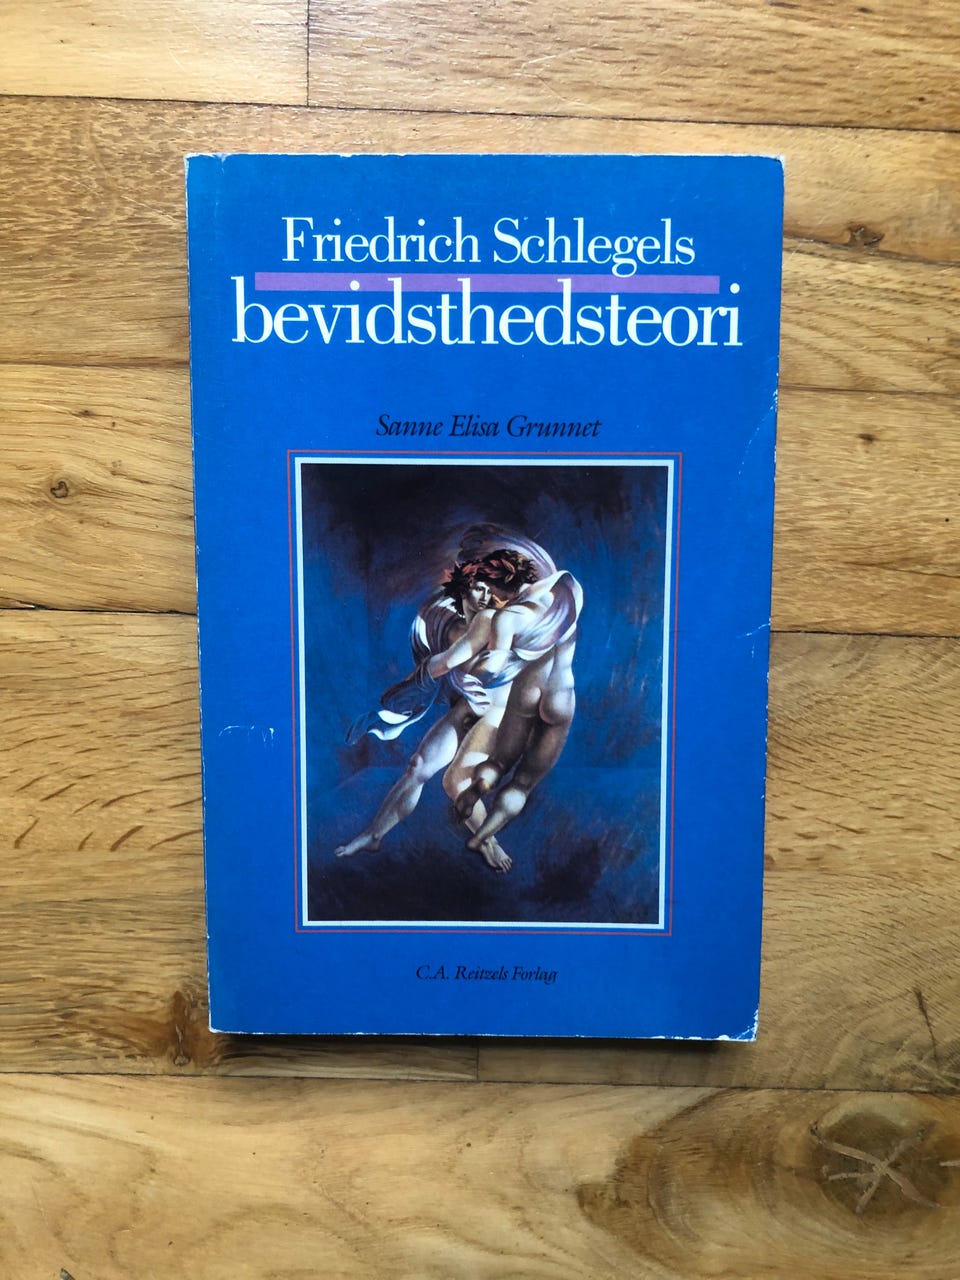 Friedrich Schlegels
bevidsthedsteori
Sanne Elisa Grunnet
C.A. Reitzels Forlag